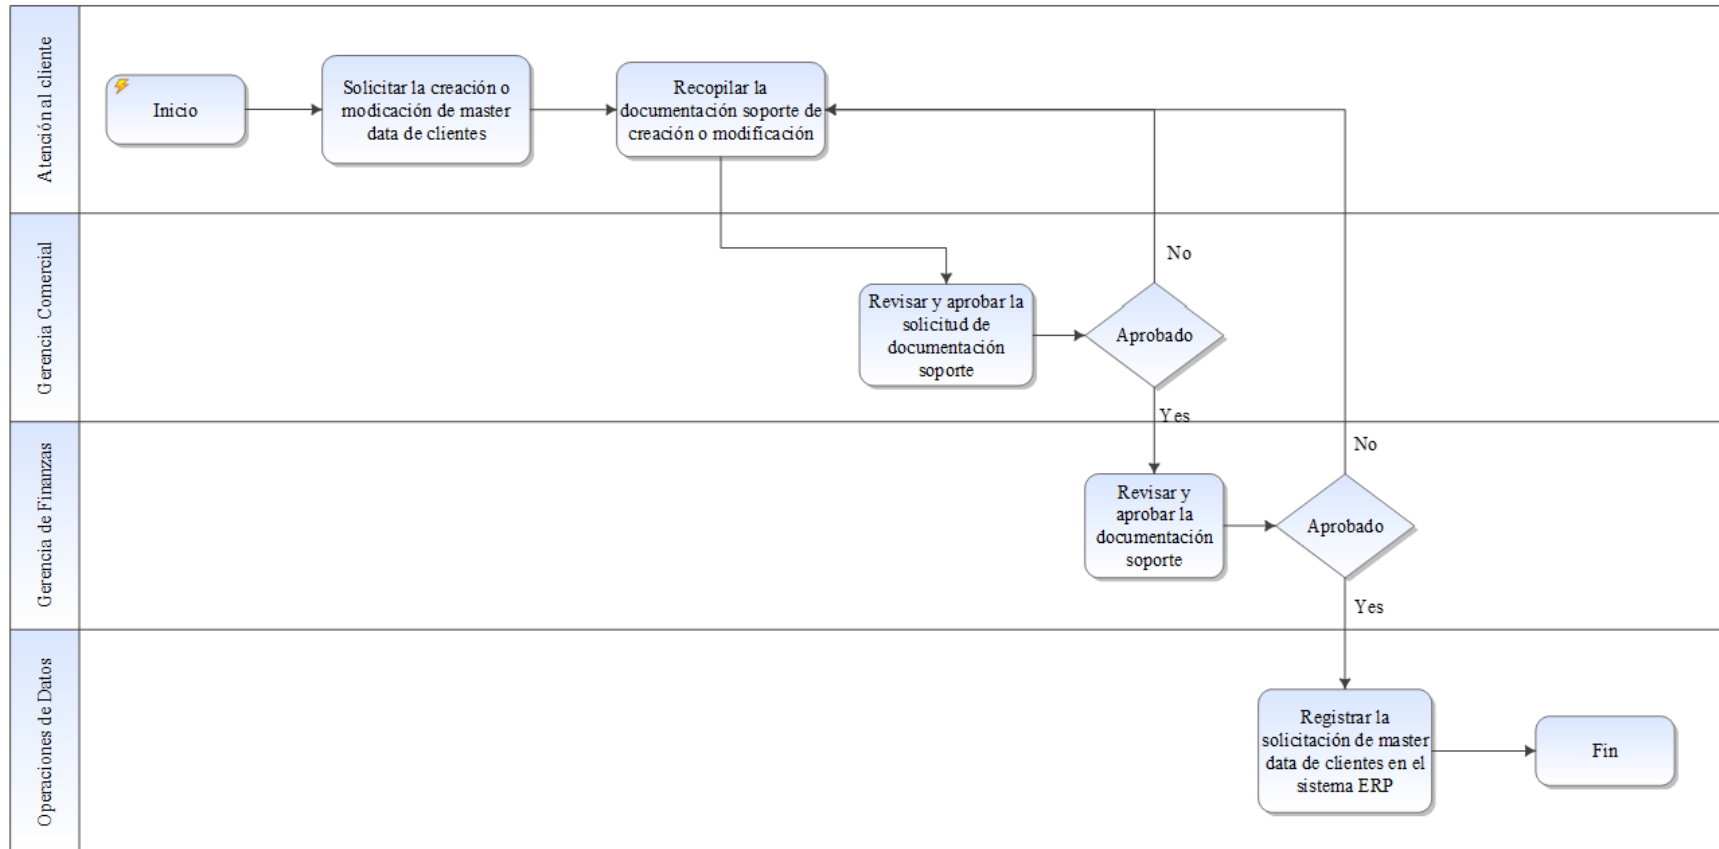 Atención al cliente
Inicio
Solicitar la creación o
modicación de master
data de clientes
Recopilar la
documentación soporte de
creación o modificación
Gerencia Comercial
Revisar y aprobar la
solicitud de
documentación
soporte
Aprobado
No
Yes
Gerencia de Finanzas
Revisar y
aprobar la
documentación
soporte
Aprobado
No
Yes
Operaciones de Datos
Registrar la
solicitación de master
data de clientes en el
sistema ERP
Fin